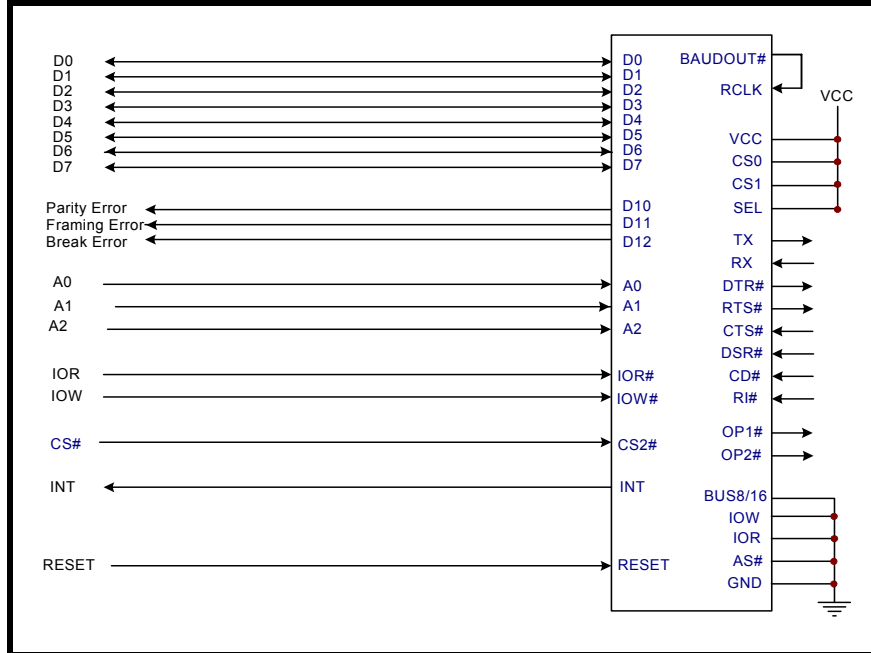 D0
D1
D2
D3
D4
D5
D6
D7
Parity Error
Framing Error
Break Error
A0
A1
A2
IOR
IOW
CS#
INT
RESET
D0
D1
D2
D3
D4
D5
D6
D7
D10
D11
D12
A0
A1
A2
IOR#
IOW#
CS2#
INT
RESET
BAUDOUT#
RCLK
VCC
CS0
CS1
SEL
TX
RX
DTR#
RTS#
CTS#
DSR#
CD#
RI#
OP1#
OP2#
BUS8/16
IOW
IOR
AS#
GND
VCC